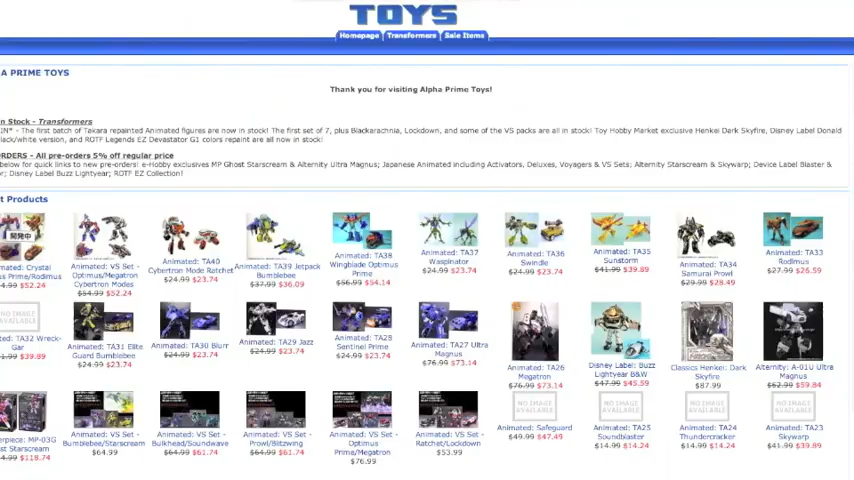 TOYS
Homepage Transformers Sale Items
A PRIME TOYS
Thank you for visiting Alpha Prime Toys!
n Stock - Transformers
IN* - The first batch of Takara repainted Animated figures are now in stock! The first set of 7, plus Blackarachnia, Lockdown, and some of the VS packs are all in stock! Toy Hobby Market exclusive Henkei Dark Skyfire, Disney Label Donald
lack/white version, and ROTF Legends EZ Devastator G1 colors repaint are all now in stock!
ORDERS - All pre-orders 5% off regular price
below for quick links to new pre-orders! e-Hobby exclusives MP Ghost Starscream & Alternity Ultra Magnus; Japanese Animated including Activators, Deluxes, Voyagers & VS Sets; Alternity Starscream & Skywarp; Device Label Blaster &
r; Disney Label Buzz Lightyear; ROTF EZ Collection!
t Products
開発中
mated: Crystal
us Prime/Rodimus
4.99 $52.24
Animated: VS Set -
Optimus/Megatron
Cybertron Modes
$54.99 $52.24
Animated: TA40
Cybertron Mode Ratchet
$24.99 $23.74
Animated: TA39 Jetpack
Bumblebee
$37.99 $36.09
Animated: TA38
Wingblade Optimus
Prime
$56.99 $54.14
Animated: TA37
Waspinator
$24.99 $23.74
Animated: TA36
Swindle
$24.99 $23.74
Animated: TA35
Sunstorm
$41.99 $39.89
Animated: TA34
Samurai Prowl
$29.99 $28.49
Animated: TA33
Rodimus
$27.99 $26.59
NO IMAGE
AVAILABLE
mated: TA32 Wreck-
Gar
1.99 $39.89
Animated: TA31 Elite
Guard Bumblebee
$24.99 $23.74
Animated: TA30 Blurr
$24.99 $23.74
Animated: TA29 Jazz
$24.99 $23.74
Animated: TA28
Sentinel Prime
$24.99 $23.74
Animated: TA27 Ultra
Magnus
$76.99 $73.14
Animated: TA26
Megatron
$76.99 $73.14
Disney Label: Buzz
Lightyear B&W
$47.99 $45.59
Classics Henkei: Dark
Skyfire
$87.99
Alternity: A-01U Ultra
Magnus
$62.99 $59.84
erpiece: MP-03G
st Starscream
4.99 $118.74
Animated: VS Set -
Bumblebee/Starscream
$64.99
Animated: VS Set -
Bulkhead/Soundwave
$64.99 $61.74
Animated: VS Set -
Prowl/Blitzwing
$64.99 $61.74
Animated: VS Set -
Optimus
Prime/Megatron
$76.99
Animated: VS Set -
Ratchet/Lockdown
$53.99
NO IMAGE
AVAILABLE
Animated: Safeguard
$49.99 $47.49
NO IMAGE
AVAILABLE
Animated: TA25
Soundblaster
$14.99 $14.24
NO IMAGE
AVAILABLE
Animated: TA24
Thundercracker
$14.99 $14.24
NO IMAGE
AVAILABLE
Animated: TA23
Skywarp
$41.99 $39.89